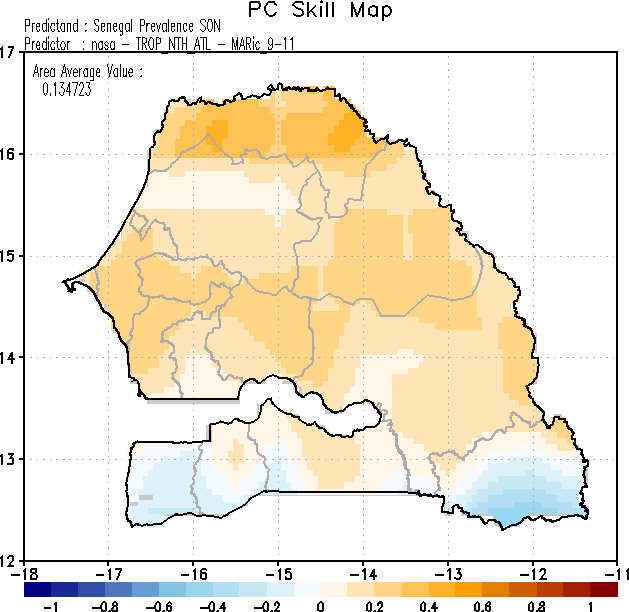 PC Skill Map
Predictand : Senegal Prevalence SON
Predictor : nasa - TROP_NTH_ATL - MARic_9-11
Area Average Value :
0.134723
17
16
15
14
13
12
-18 -17 -16 -15 -14 -13 -12 -11
-1 -0.8 -0.6 -0.4 -0.2 0 0.2 0.4 0.6 0.8 1